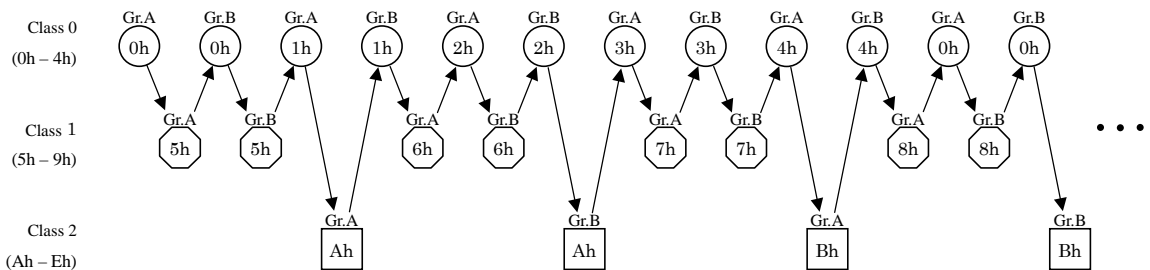 Class 0
(0h – 4h)
Gr.A Gr.B Gr.A Gr.B Gr.A Gr.B Gr.A Gr.B Gr.A Gr.B Gr.A Gr.B
0h 0h 1h 1h 2h 2h 3h 3h 4h 4h 0h 0h
Class 1
(5h – 9h)
Gr.A Gr.B Gr.A Gr.B Gr.A Gr.B Gr.A Gr.B
5h 5h 6h 6h 7h 7h 8h 8h
• • •
Class 2
(Ah – Eh)
Gr.A Gr.B Gr.A Gr.B
Ah Ah Bh Bh